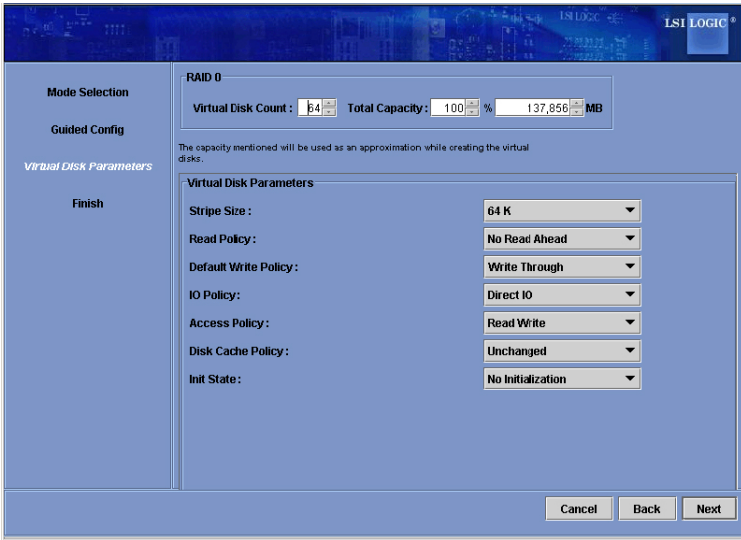 LSI LOGIC ®
Mode Selection
Guided Config
Virtual Disk Parameters
Finish
RAID 0
Virtual Disk Count : 64 Total Capacity : 100 % 137,856 MB
The capacity mentioned will be used as an approximation while creating the virtual
disks.
Virtual Disk Parameters
Stripe Size : 64 K
Read Policy : No Read Ahead
Default Write Policy : Write Through
IO Policy: Direct IO
Access Policy : Read Write
Disk Cache Policy : Unchanged
Init State : No Initialization
Cancel Back Next